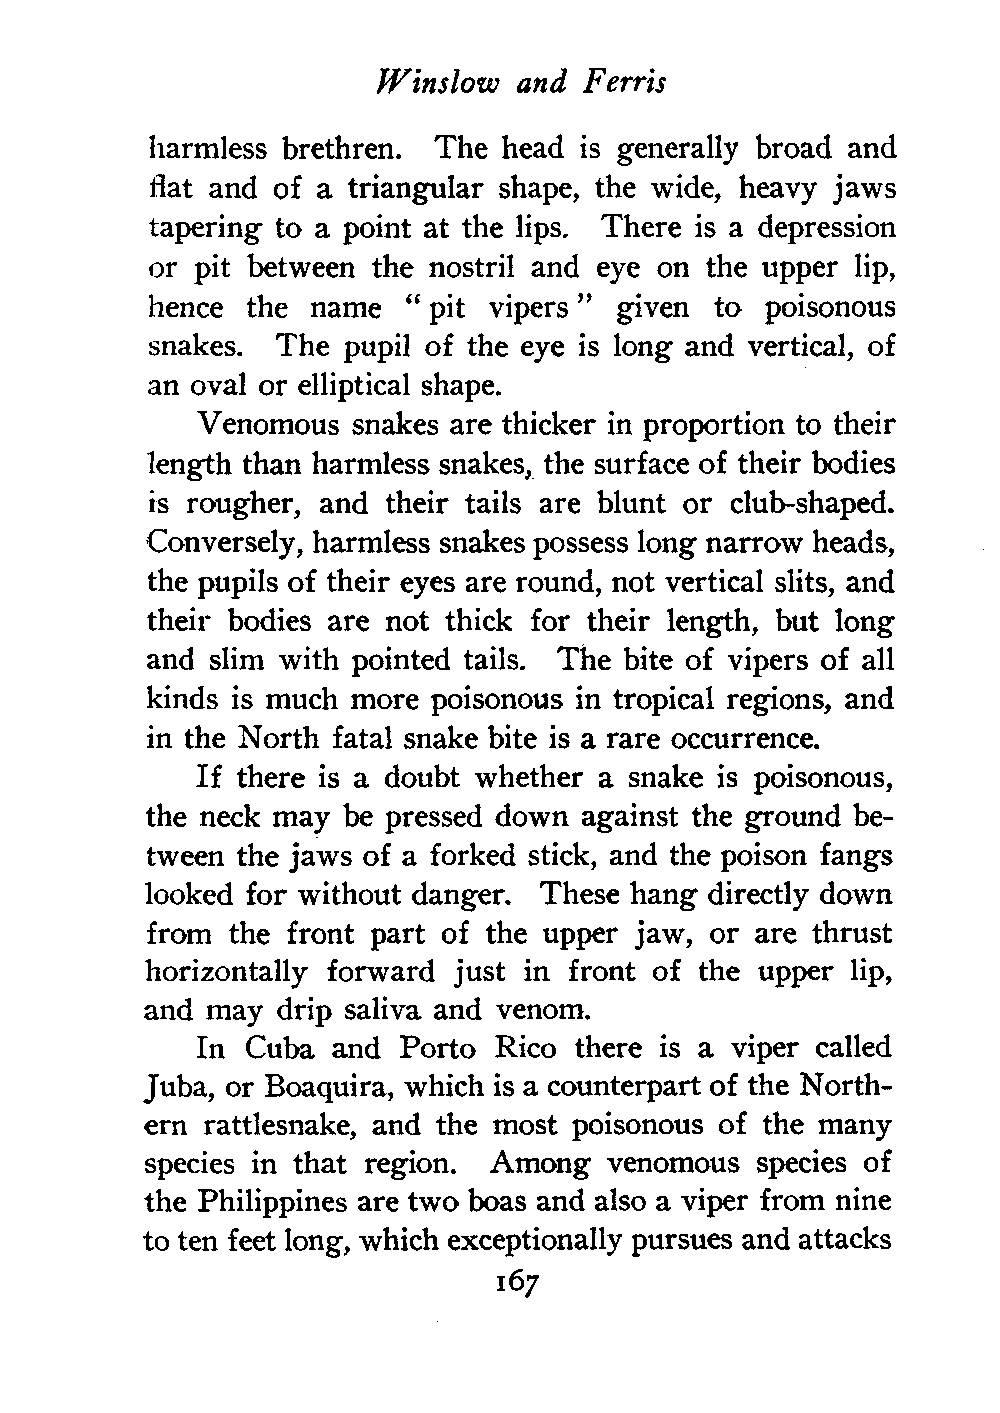 Winslow and Ferris
harmless brethren. The head is generally broad and
flat and of a triangular shape, the wide, heavy jaws
tapering to a point at the lips. There is a depression
or pit between the nostril and eye on the upper lip,
hence the name “ pit vipers ” given to poisonous
snakes. The pupil of the eye is long and vertical, of
an oval or elliptical shape.
Venomous snakes are thicker in proportion to their
length than harmless snakes, the surface of their bodies
is rougher, and their tails are blunt or club-shaped.
Conversely, harmless snakes possess long narrow heads,
the pupils of their eyes are round, not vertical slits, and
their bodies are not thick for their length, but long
and slim with pointed tails. The bite of vipers of all
kinds is much more poisonous in tropical regions, and
in the North fatal snake bite is a rare occurrence.
If there is a doubt whether a snake is poisonous,
the neck may be pressed down against the ground be-
tween the jaws of a forked stick, and the poison fangs
looked for without danger. These hang directly down
from the front part of the upper jaw, or are thrust
horizontally forward just in front of the upper lip,
and may drip saliva and venom.
In Cuba and Porto Rico there is a viper called
Juba, or Boaquira, which is a counterpart of the North-
ern rattlesnake, and the most poisonous of the many
species in that region. Among venomous species of
the Philippines are two boas and also a viper from nine
to ten feet long, which exceptionally pursues and attacks
167